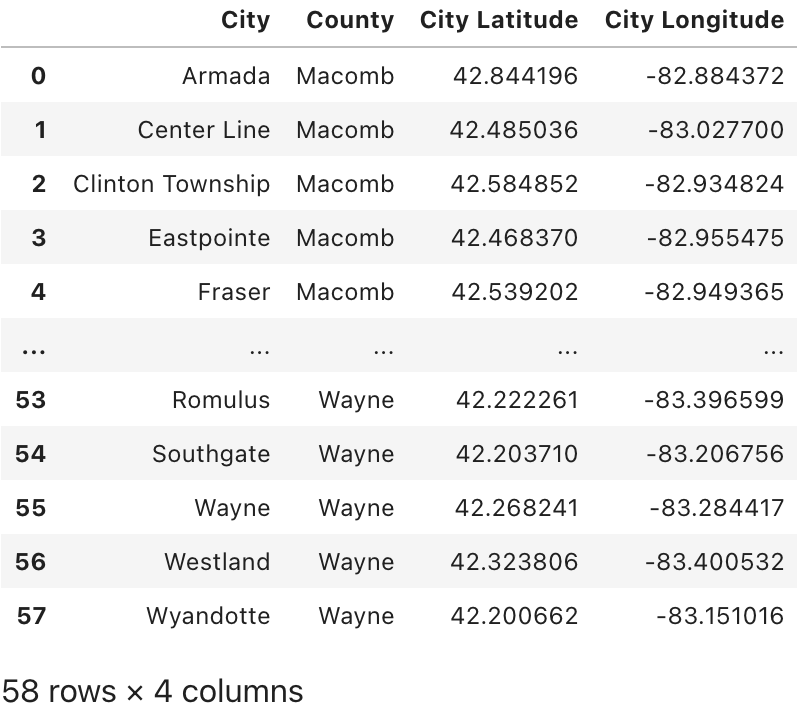 City County City Latitude City Longitude
0 Armada Macomb 42.844196 -82.884372
1 Center Line Macomb 42.485036 -83.027700
2 Clinton Township Macomb 42.584852 -82.934824
3 Eastpointe Macomb 42.468370 -82.955475
4 Fraser Macomb 42.539202 -82.949365
... ... ... ... ...
53 Romulus Wayne 42.222261 -83.396599
54 Southgate Wayne 42.203710 -83.206756
55 Wayne Wayne 42.268241 -83.284417
56 Westland Wayne 42.323806 -83.400532
57 Wyandotte Wayne 42.200662 -83.151016
58 rows × 4 columns